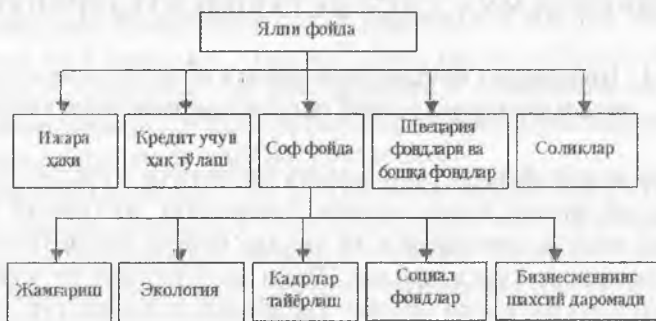 Ялпи фойда
Ижара
ҳақи
Кредит учун
ҳақ тўлаш
Соф фойда
Швецария
фондлари ва
бошқа фондлар
Солиқлар
Жамғариш
Экология
Кадрлар
тайёрлаш
Социал
фондлар
Бизнесменнинг
шахсий даромади